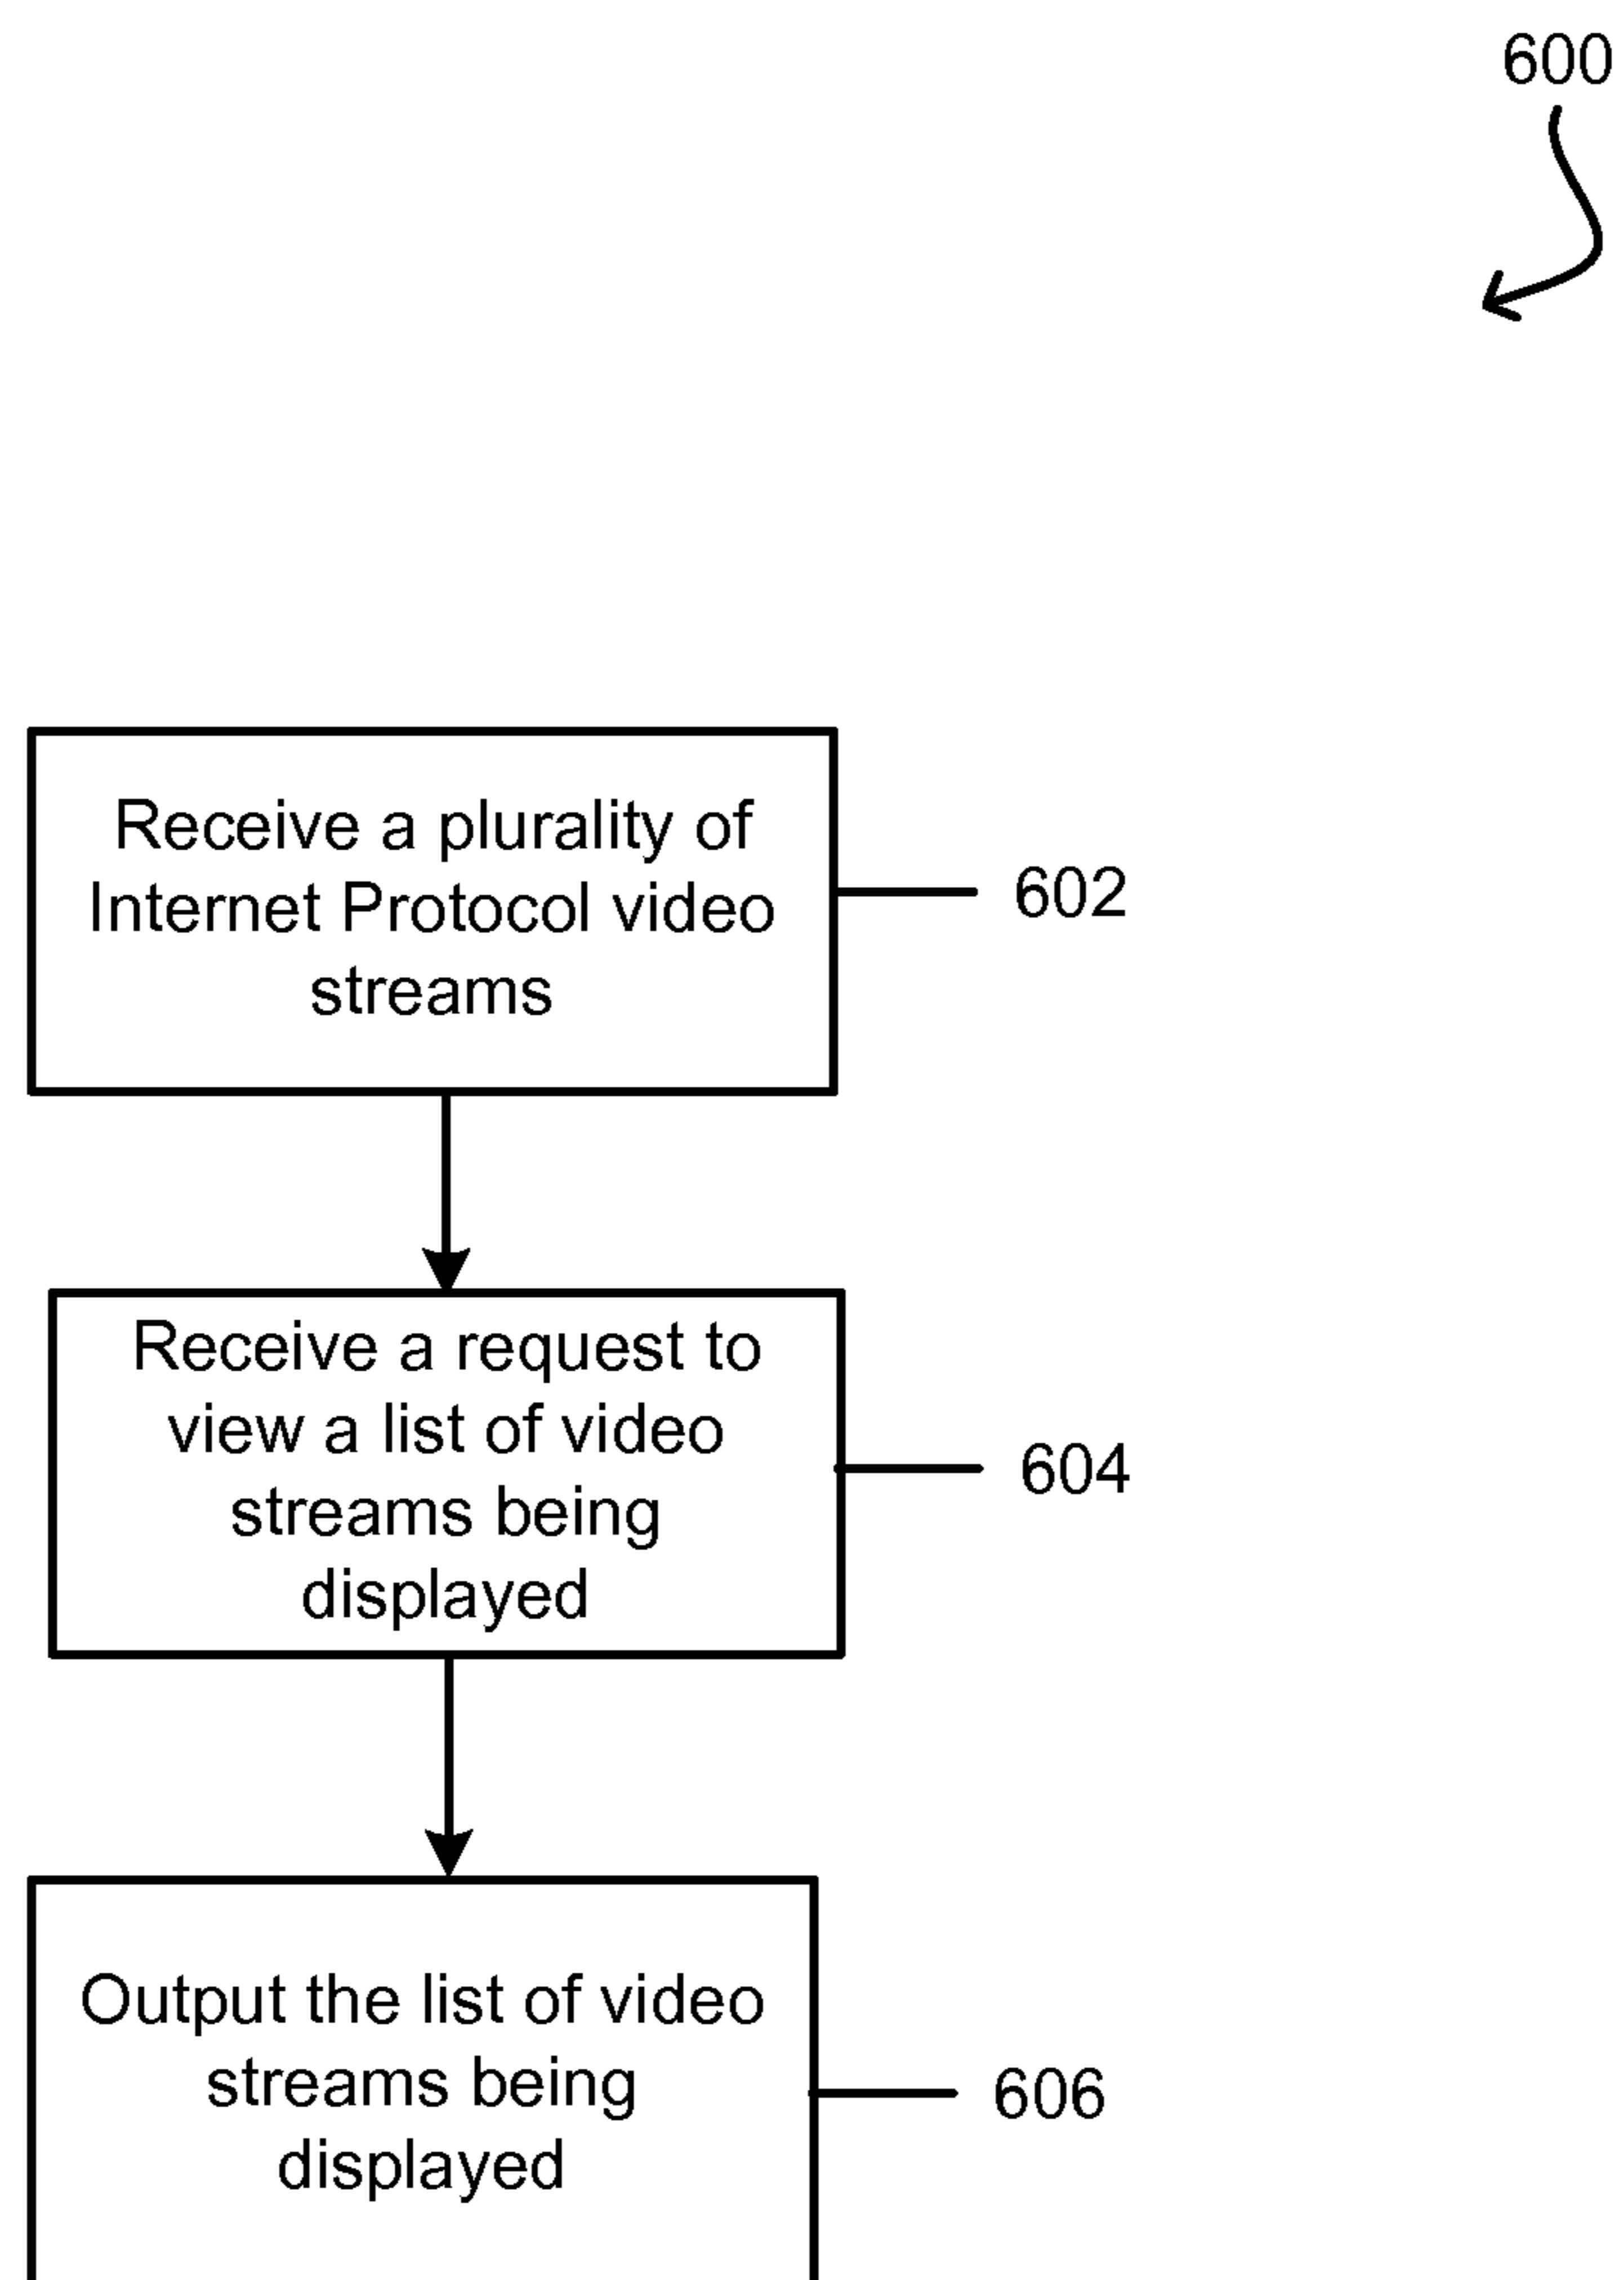 600
Receive a plurality of
Internet Protocol video
streams
602
Receive a request to
view a list of video
streams being
displayed
604
Output the list of video
streams being
displayed
606